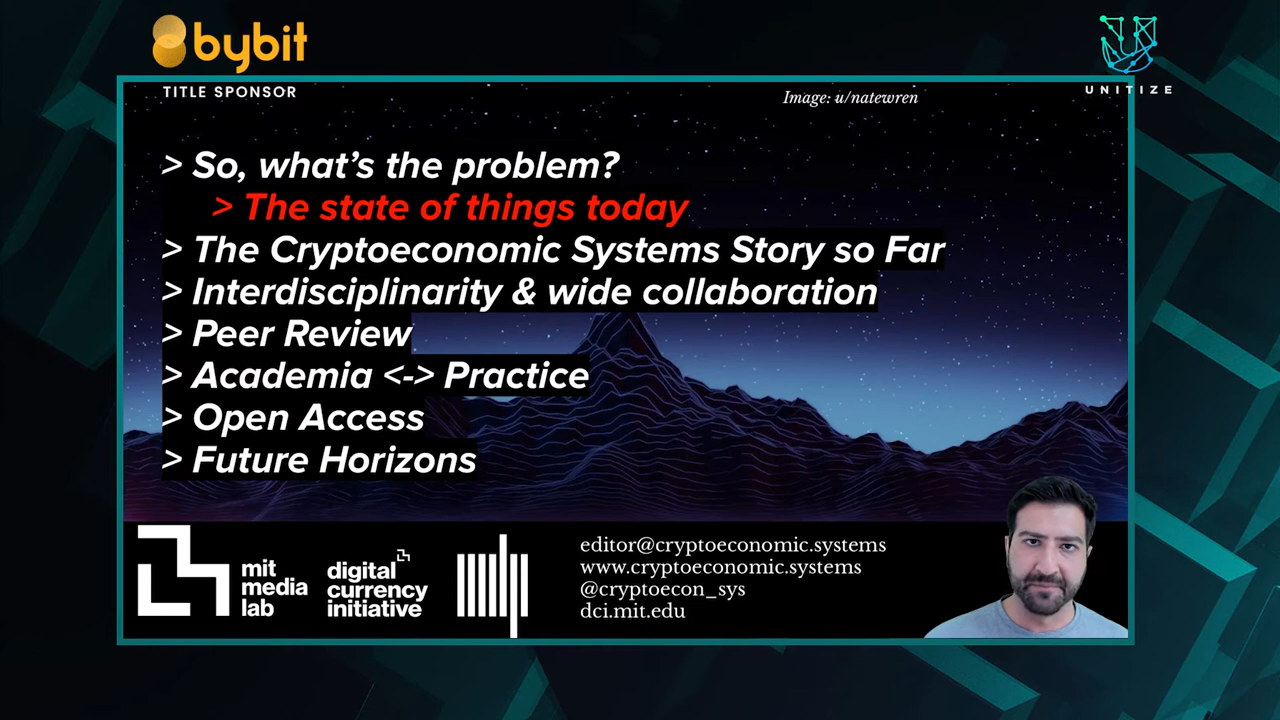 bybit
TITLE SPONSOR
UNITIZE
Image: u/natewren
> So, what's the problem?
> The state of things today
> The Cryptoeconomic Systems Story so Far
> Interdisciplinarity & wide collaboration
> Peer Review
> Academia <-> Practice
> Open Access
> Future Horizons
mit
media
lab
digital
currency
initiative
editor@cryptoeconomic.systems
www.cryptoeconomic.systems
@cryptoecon_sys
dci.mit.edu